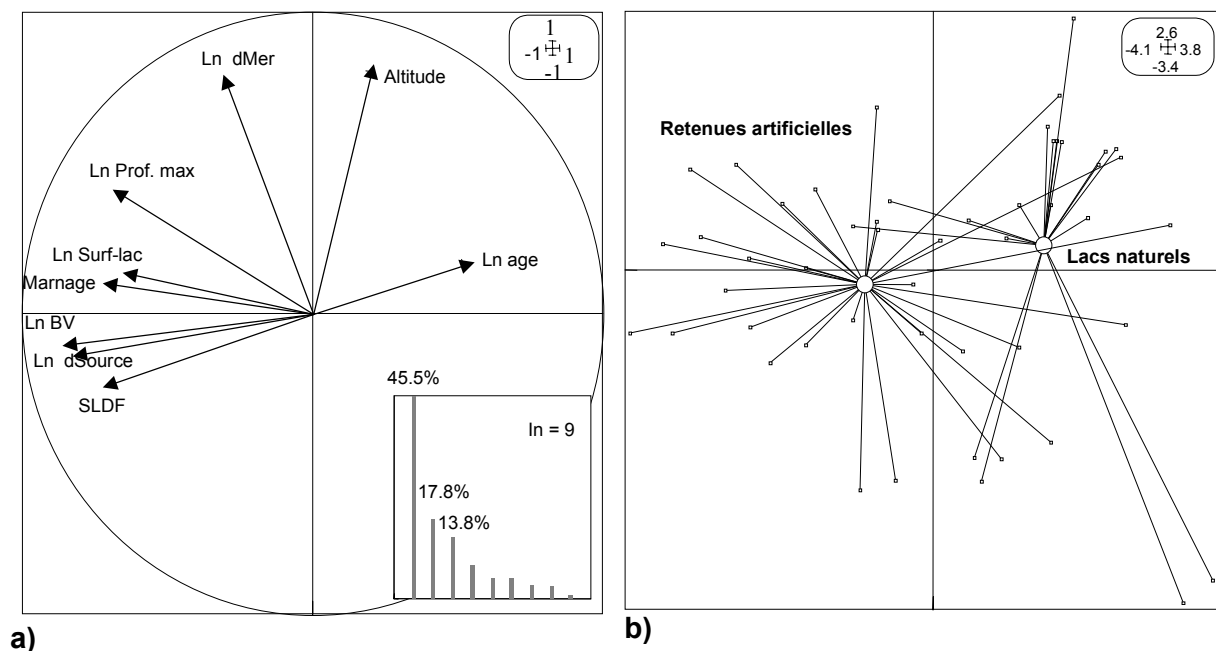 1
-1 1
-1
Ln dMer
Altitude
Ln Prof. max
Ln Surf-lac
Marnage
Ln age
Ln BV
Ln dSource
SLDF
45.5%
In = 9
17.8%
13.8%
a)
2.6
-4.1 3.8
-3.4
Retenues artificielles
Lacs naturels
b)